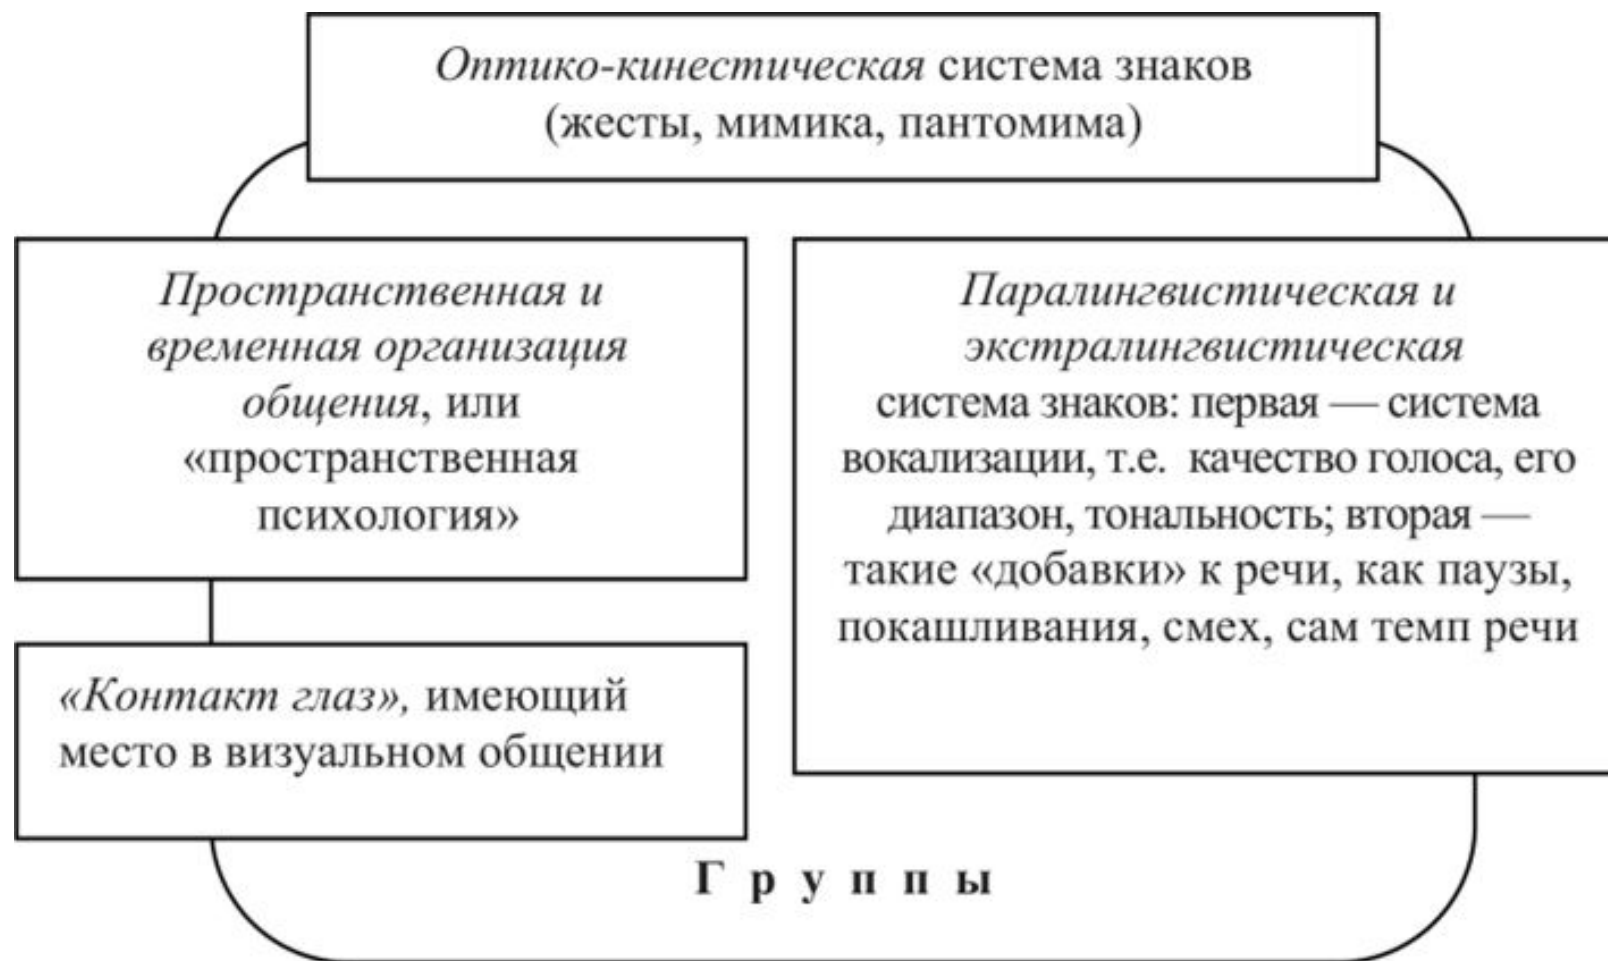 Оптико-кинестическая система знаков
(жесты, мимика, пантомима)
Пространственная и
временная организация
общения, или
«пространственная
психология»
Паралингвистическая и
экстралингвистическая
система знаков: первая — система
вокализации, т.е. качество голоса, его
диапазон, тональность; вторая —
такие «добавки» к речи, как паузы,
покашливания, смех, сам темп речи
«Контакт глаз», имеющий
место в визуальном общении
Г р у п п ы